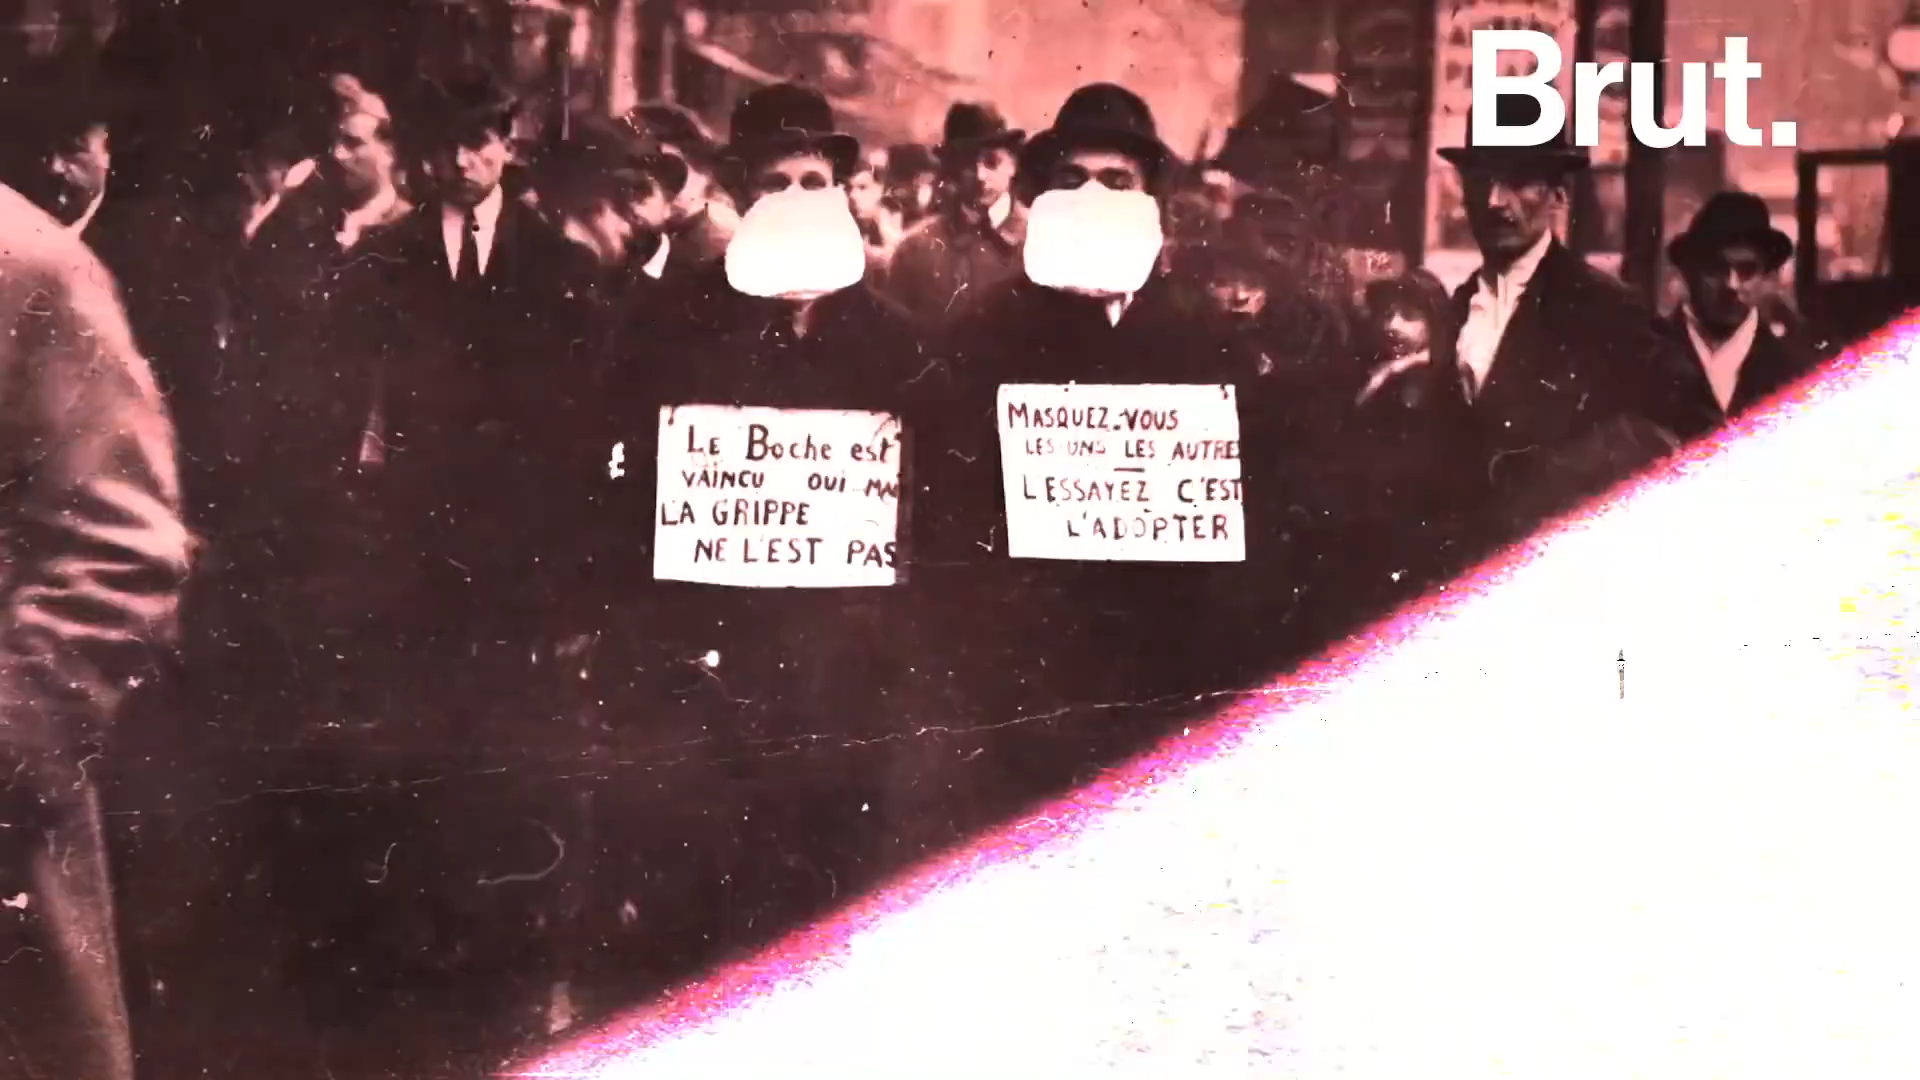 Brut.
LE Boche est
VAINCU OUI MAI
LA GRIPPE
NE L'EST PAS
MASQUEZ-VOUS
LES UNS LES AUTRES
L'ESSAYEZ C'EST
L'ADOPTER